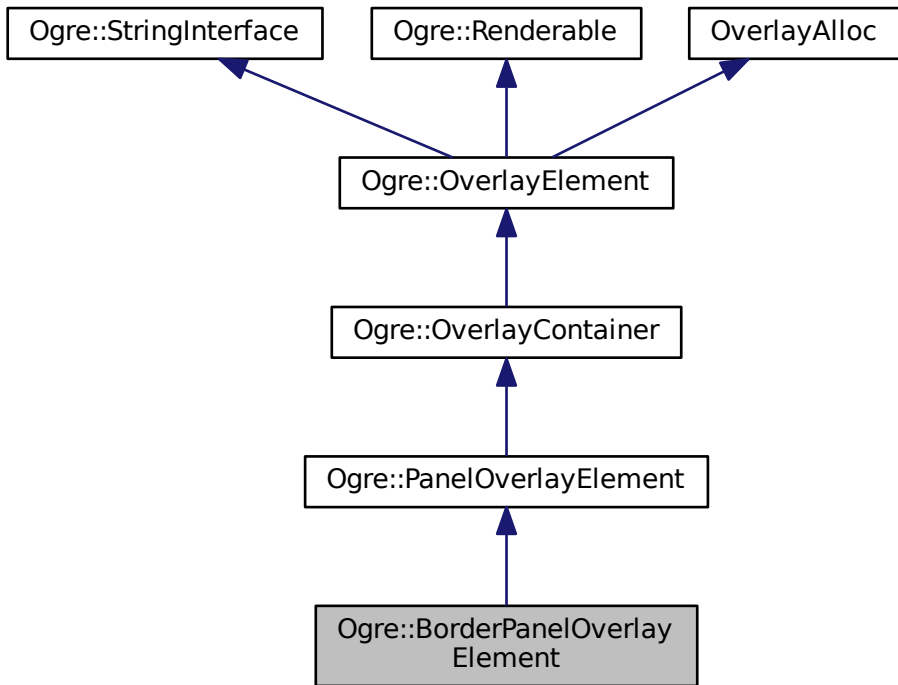 Ogre::StringInterface
Ogre::Renderable
OverlayAlloc
Ogre::OverlayElement
Ogre::OverlayContainer
Ogre::PanelOverlayElement
Ogre::BorderPanelOverlay
Element